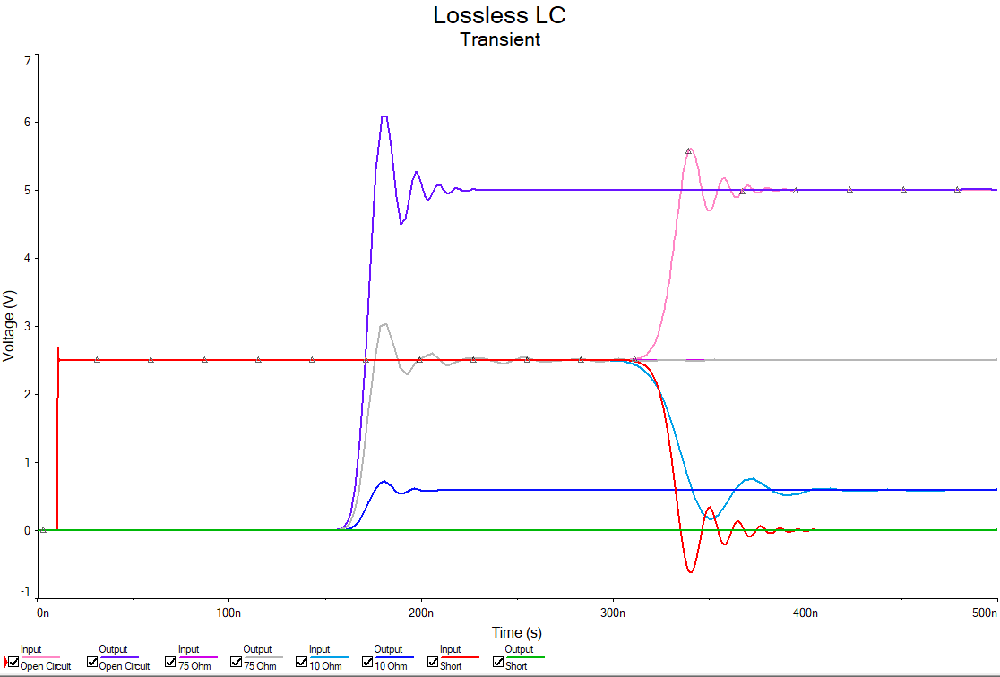 Lossless LC
Transient
7
6
5
4
3
2
1
0
-1
Voltage (V)
0n 100n 200n 300n 400n 500n
Time (s)
Input Output Input Output Input Output Input Output
Open Circuit Open Circuit 75 Ohm 75 Ohm 10 Ohm 10 Ohm Short Short